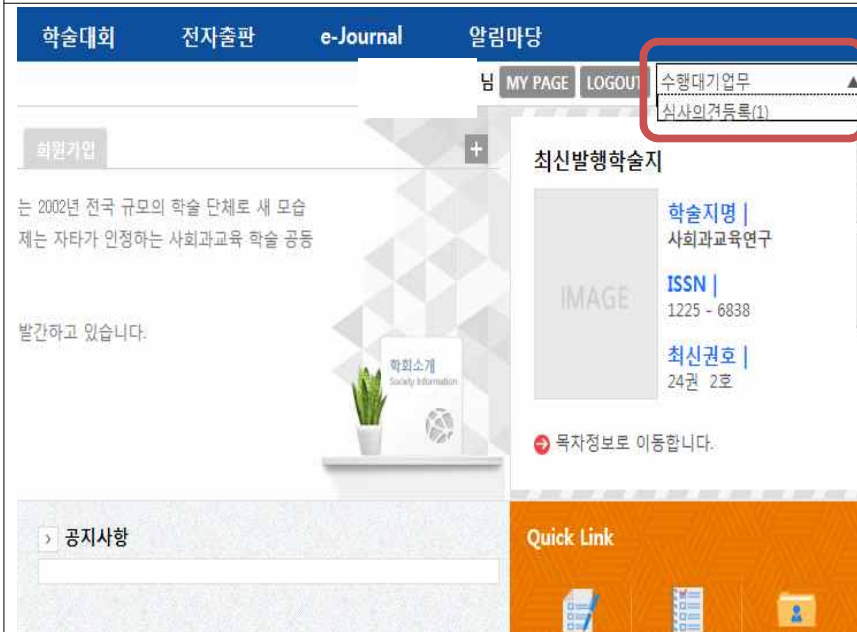 학술대회 전자출판 e-Journal 알림마당
님 MY PAGE LOGOUT 수행대기업무 ▲
심사의견등록(1)
회원가입 +
는 2002년 전국 규모의 학술 단체로 새 모습
제는 자타가 인정하는 사회과교육 학술 공동
발간하고 있습니다.
학회소개
Society Information
최신발행학술지
IMAGE
학술지명 |
사회과교육연구
ISSN |
1225 - 6838
최신권호 |
24권 2호
목차정보로 이동합니다.
공지사항
Quick Link